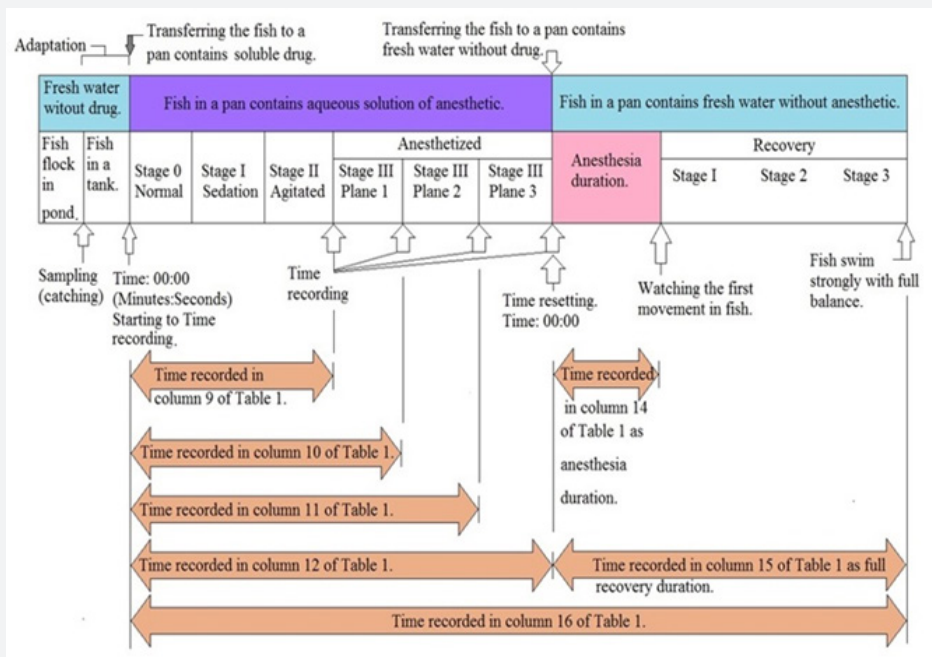 Adaptation
Transferring the fish to a
pan contains soluble drug.
Transferring the fish to a pan contains
fresh water without drug.
Fresh water
witout drug.
Fish in a pan contains aqueous solution of anesthetic.
Fish in a pan contains fresh water without anesthetic.
Fish
flock
in
pond.
Fish
in a
tank.
Stage 0
Normal
Stage I
Sedation
Stage II
Agitated
Anesthetized
Stage III
Plane 1
Stage III
Plane 2
Stage III
Plane 3
Anesthesia
duration.
Recovery
Stage I
Stage 2
Stage 3
Sampling
(catching)
Time: 00:00
(Minutes:Seconds)
Starting to Time
recording.
Time
recording
Time resetting.
Time: 00:00
Watching the first
movement in fish.
Fish swim
strongly with full
balance.
Time recorded in
column 9 of Table 1.
Time recorded
in column 14
of Table 1 as
anesthesia
duration.
Time recorded in column 10 of Table 1.
Time recorded in column 11 of Table 1.
Time recorded in column 12 of Table 1.
Time recorded in column 15 of Table 1 as full
recovery duration.
Time recorded in column 16 of Table 1.